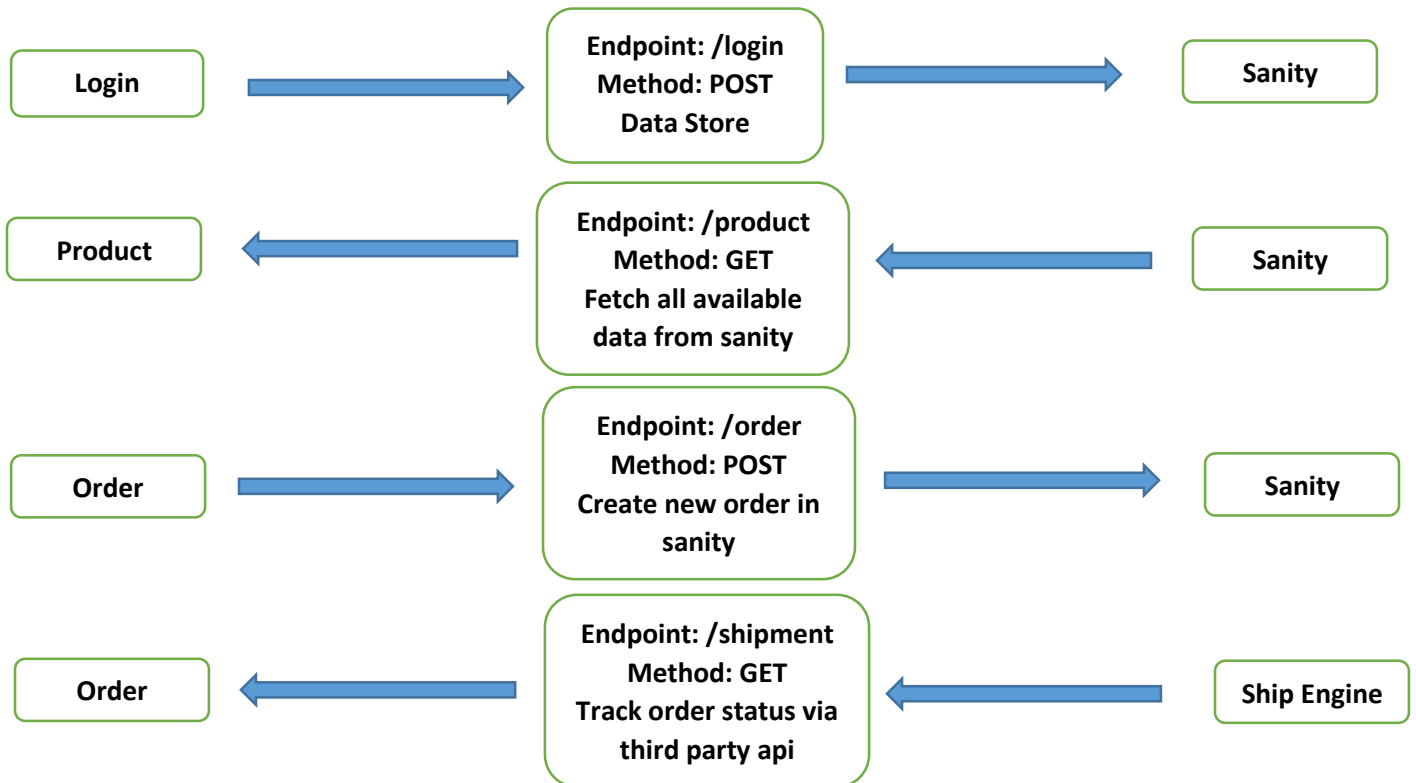 Login
Endpoint: /login
Method: POST
Data Store
Sanity
Product
Endpoint: /product
Method: GET
Fetch all available
data from sanity
Sanity
Order
Endpoint: /order
Method: POST
Create new order in
sanity
Sanity
Order
Endpoint: /shipment
Method: GET
Track order status via
third party api
Ship Engine